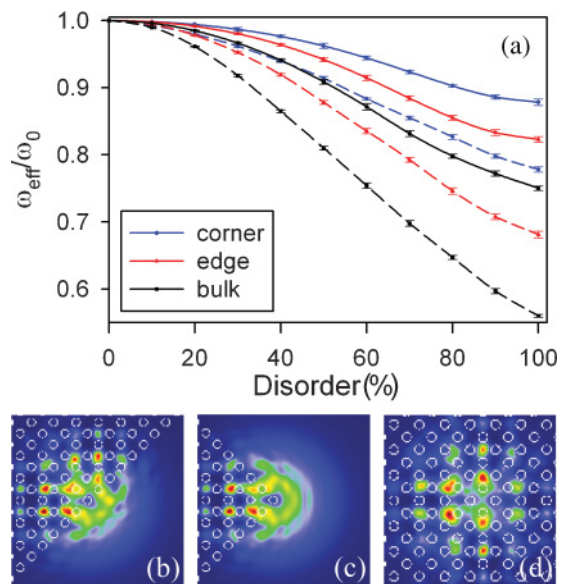 (a)
1.0
0.9
0.8
0.7
0.6
ω_eff/ω_0
corner
edge
bulk
0 20 40 60 80 100
Disorder(%)
(b) (c) (d)